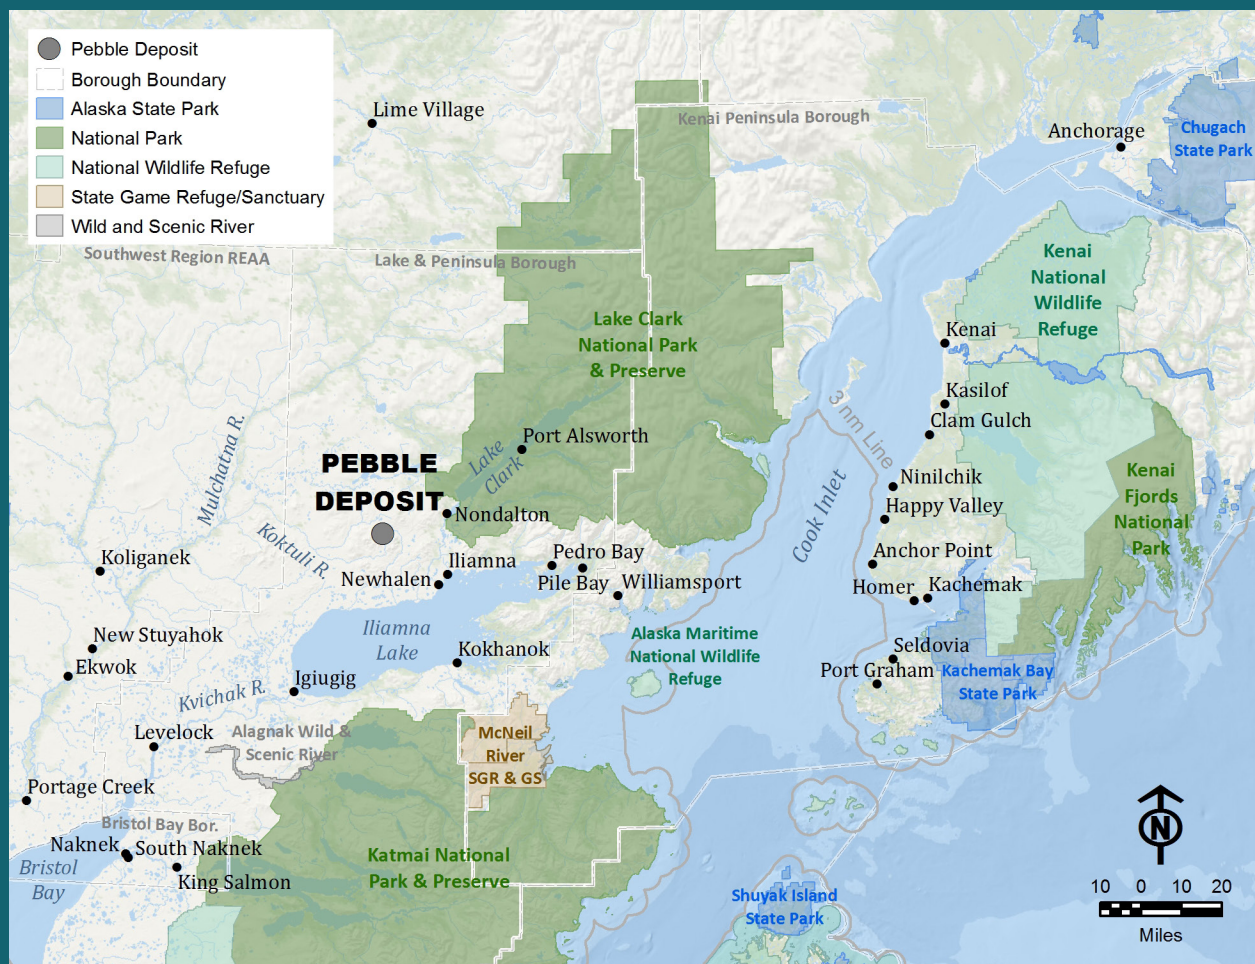 Pebble Deposit
Borough Boundary
Alaska State Park
National Park
National Wildlife Refuge
State Game Refuge/Sanctuary
Wild and Scenic River
Lime Village
Kenai Peninsula Borough
Anchorage
Chugach
State Park
Southwest Region REAA
Lake & Peninsula Borough
Kenai
National
Wildlife
Refuge
Lake Clark
National Park
& Preserve
Kenai
Kasilof
Clam Gulch
3 nm Line
Mulchatna R.
Port Alsworth
Lake
Clark
PEBBLE
DEPOSIT
Nondalton
Cook Inlet
Ninilchik
Happy Valley
Kenai
Fjords
National
Park
Koktuli R.
Koliganek
Iliamna
Newhalen
Pedro Bay
Pile Bay
Williamsport
Anchor Point
Homer
Kachemak
New Stuyahok
Ekwok
Iliamna
Lake
Kokhanok
Alaska Maritime
National Wildlife
Refuge
Seldovia
Port Graham
Kachemak Bay
State Park
Kvichak R.
Igiugig
Levelock
Alagnak Wild &
Scenic River
McNeil
River
SGR & GS
Portage Creek
Bristol Bay Bor.
Naknek
South Naknek
King Salmon
Bristol
Bay
Katmai National
Park & Preserve
Shuyak Island
State Park
N
10 0 10 20
Miles